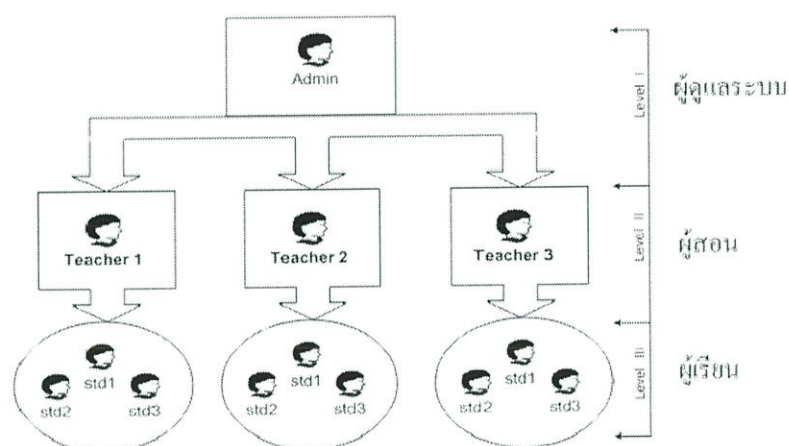 Admin
Level I
ผู้ดูแลระบบ
Teacher 1
Teacher 2
Teacher 3
Level II
ผู้สอน
std1
std2
std3
std1
std2
std3
std1
std2
std3
Level III
ผู้เรียน